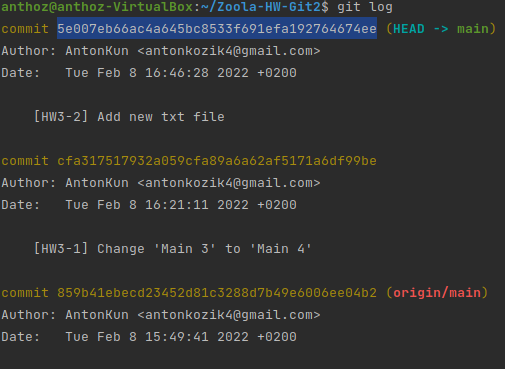 anthoz@anthoz-VirtualBox:~/Zoola-HW-Git2$ git log
commit 5e007eb66ac4a645bc8533f691efa192764674ee (HEAD -> main)
Author: AntonKun <antonkozik4@gmail.com>
Date:   Tue Feb 8 16:46:28 2022 +0200
[HW3-2] Add new txt file
commit cfa317517932a059cfa89a6a62af5171a6df99be
Author: AntonKun <antonkozik4@gmail.com>
Date:   Tue Feb 8 16:21:11 2022 +0200
[HW3-1] Change 'Main 3' to 'Main 4'
commit 859b41ebecd23452d81c3288d7b49e6006ee04b2 (origin/main)
Author: AntonKun <antonkozik4@gmail.com>
Date:   Tue Feb 8 15:49:41 2022 +0200